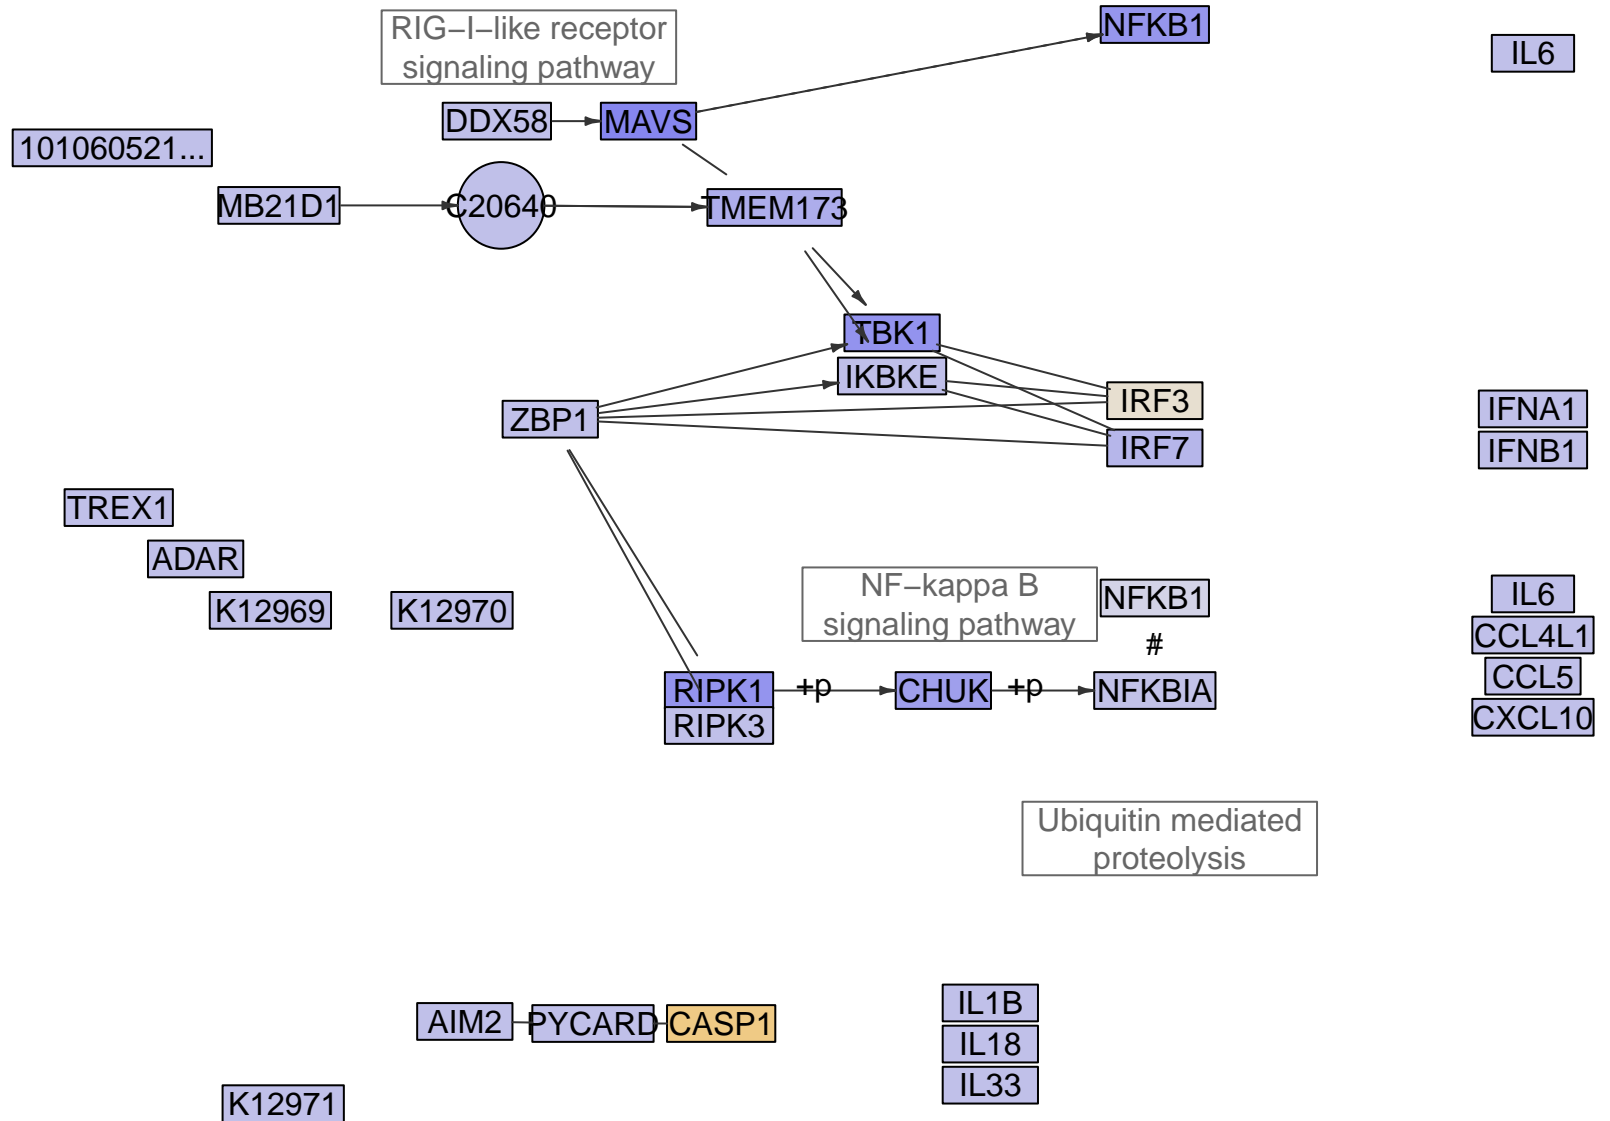 RIG−I−like receptor
signaling pathway
NFKB1
IL6
DDX58
MAVS
101060521...
MB21D1
C20640
TMEM173
TBK1
IKBKE
ZBP1
IRF3
IRF7
IFNA1
IFNB1
TREX1
ADAR
K12969
K12970
NF−kappa B
signaling pathway
NFKB1
#
IL6
CCL4L1
CCL5
CXCL10
RIPK1
+p
CHUK
+p
NFKBIA
RIPK3
Ubiquitin mediated
proteolysis
AIM2
PYCARD
CASP1
IL1B
IL18
IL33
K12971